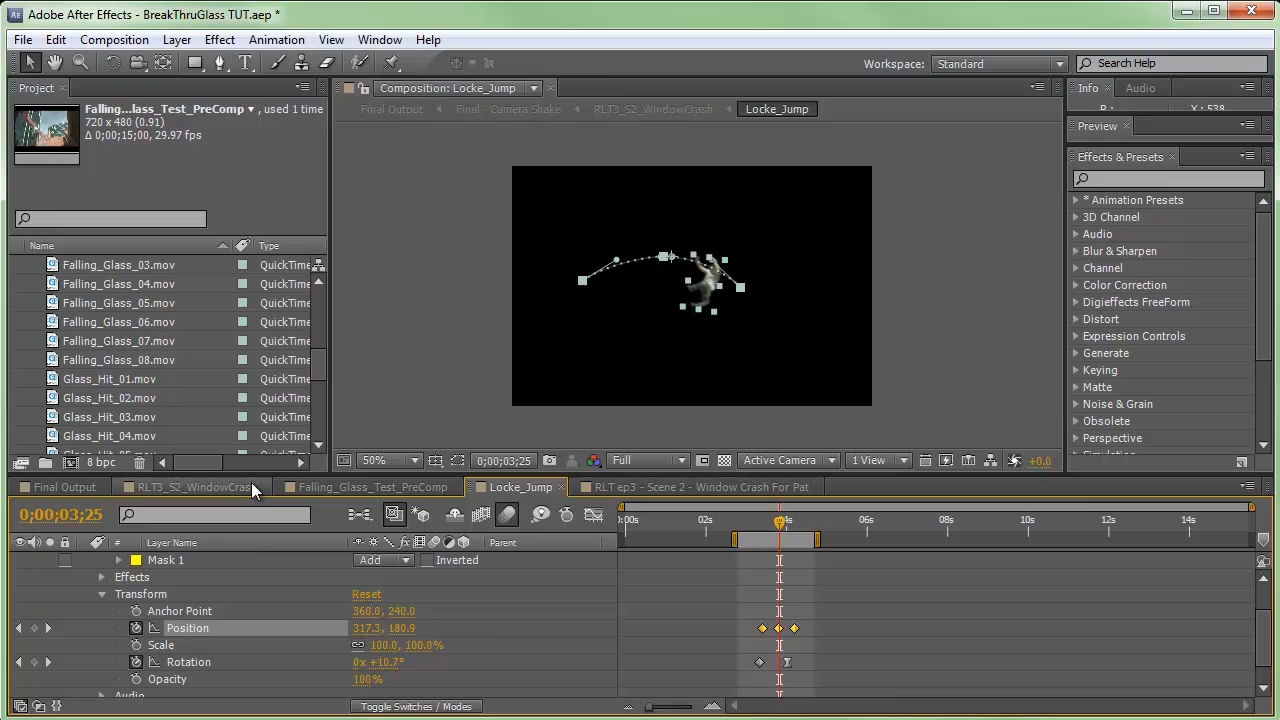 Adobe After Effects - BreakThruGlass TUT.aep *
File Edit Composition Layer Effect Animation View Window Help
Workspace: Standard Search Help
Project
Falling...lass_Test_PreComp , used 1 time
720 x 480 (0.91)
Δ 0;00;15;00, 29.97 fps
Name Type
Falling_Glass_03.mov QuickTime
Falling_Glass_04.mov QuickTime
Falling_Glass_05.mov QuickTime
Falling_Glass_06.mov QuickTime
Falling_Glass_07.mov QuickTime
Falling_Glass_08.mov QuickTime
Glass_Hit_01.mov QuickTime
Glass_Hit_02.mov QuickTime
Glass_Hit_03.mov QuickTime
Glass_Hit_04.mov QuickTime
8 bpc
Composition: Locke_Jump
Final Output Final - Camera Shake RLT3_S2_WindowCrash Locke_Jump
50% 0;00;03;25 Full Active Camera 1 View +0.0
Info Audio
Preview
Effects & Presets
* Animation Presets
3D Channel
Audio
Blur & Sharpen
Channel
Color Correction
Digieffects FreeForm
Distort
Expression Controls
Generate
Keying
Matte
Noise & Grain
Obsolete
Perspective
Final Output RLT3_S2_WindowCras Falling_Glass_Test_PreComp Locke_Jump RLT ep3 - Scene 2 - Window Crash For Pat
0;00;03;25
:00s 02s 04s 06s 08s 10s 12s 14s
# Layer Name Parent
Mask 1 Add Inverted
Effects
Transform Reset
Anchor Point 360.0, 240.0
Position 317.3, 180.9
Scale 100.0, 100.0%
Rotation 0x +10.7°
Opacity 100%
Audio
Toggle Switches / Modes